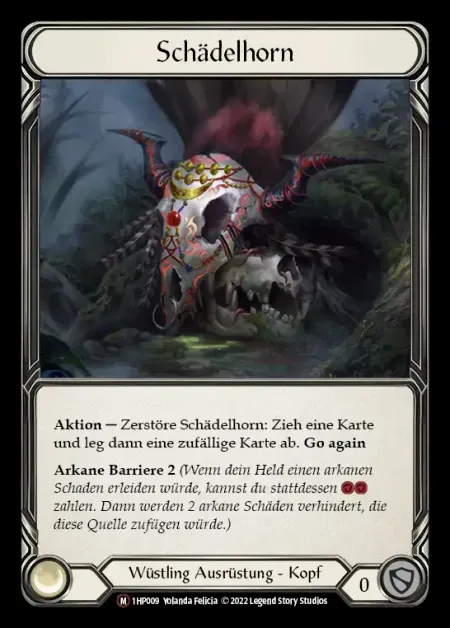 Schädelhorn
Aktion — Zerstöre Schädelhorn: Zieh eine Karte
und leg dann eine zufällige Karte ab. Go again
Arkane Barriere 2 (Wenn dein Held einen arkanen
Schaden erleiden würde, kannst du stattdessen
zahlen. Dann werden 2 arkane Schäden verhindert, die
diese Quelle zufügen würde.)
Wüstling Ausrüstung - Kopf
0
M 1HP009 Yolanda Felicia © 2022 Legend Story Studios